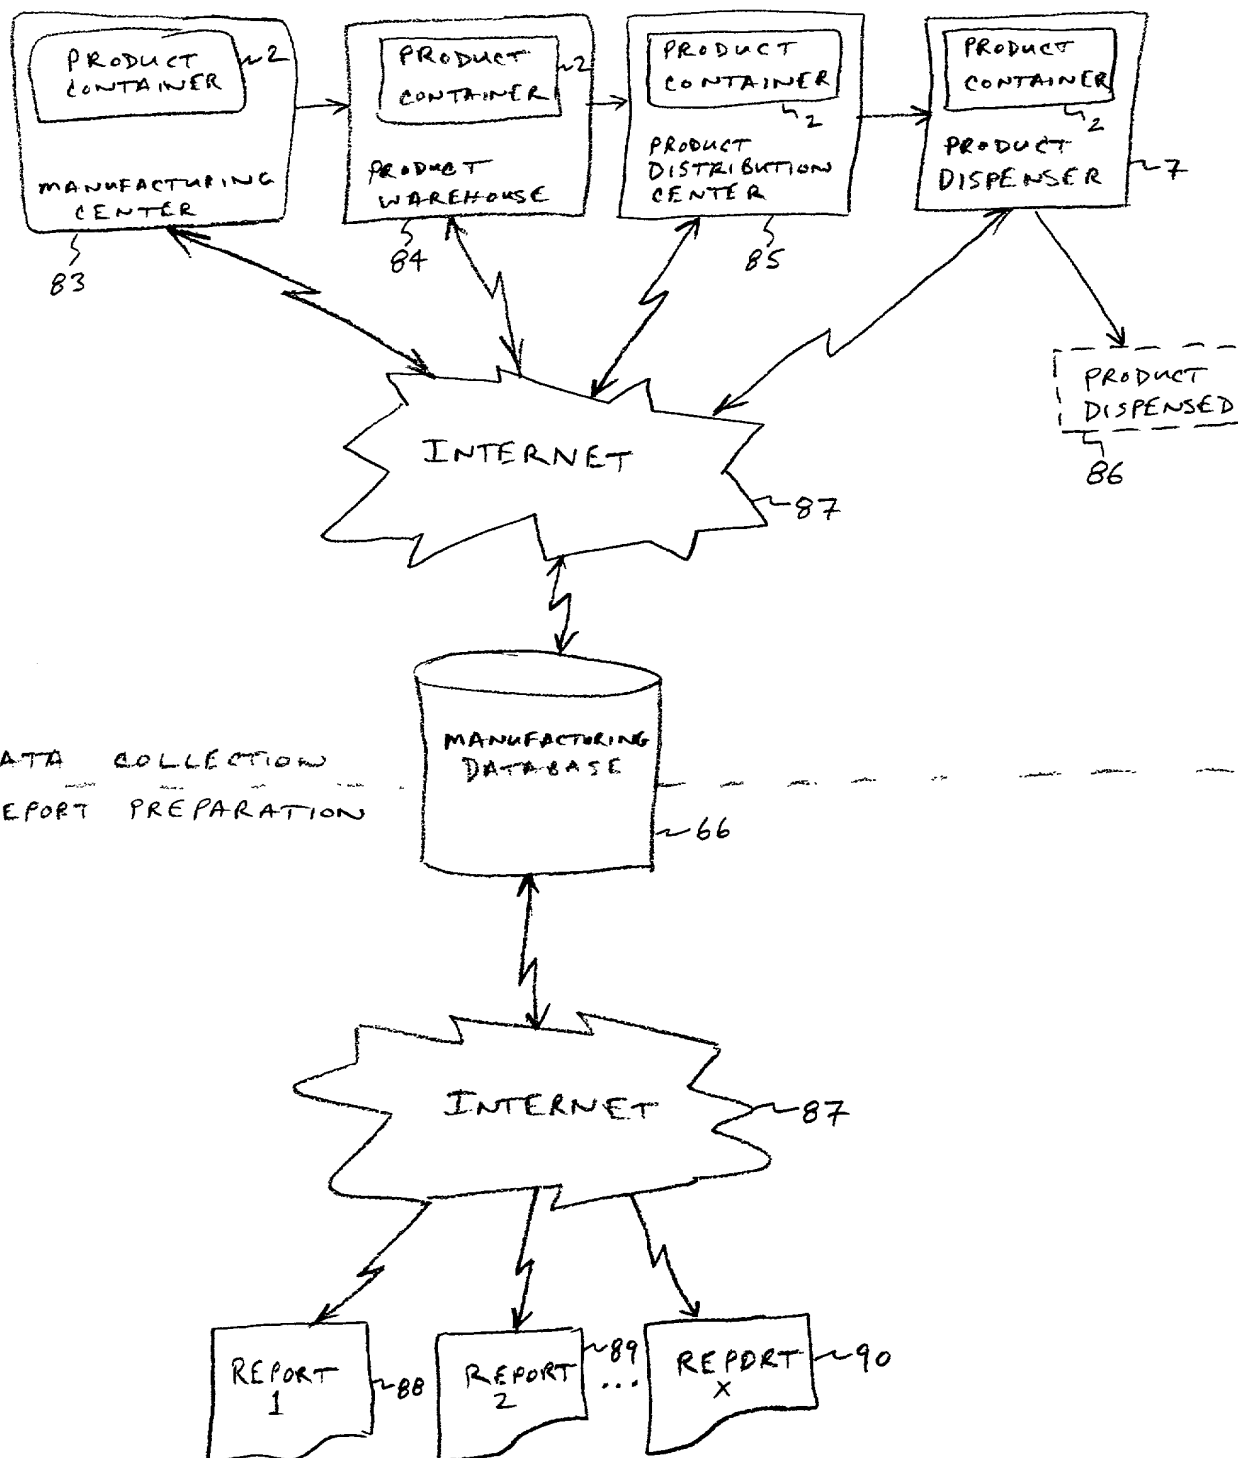 PRODUCT
CONTAINER
2
MANUFACTURING
CENTER
83
PRODUCT
CONTAINER
2
PRODUCT
WAREHOUSE
84
PRODUCT
CONTAINER
2
PRODUCT
DISTRIBUTION
CENTER
85
PRODUCT
CONTAINER
2
PRODUCT
DISPENSER
7
PRODUCT
DISPENSED
86
INTERNET
87
MANUFACTURING
DATABASE
66
ATA COLLECTION
EPORT PREPARATION
INTERNET
87
REPORT
1
88
REPORT
2
89
...
REPORT
X
90